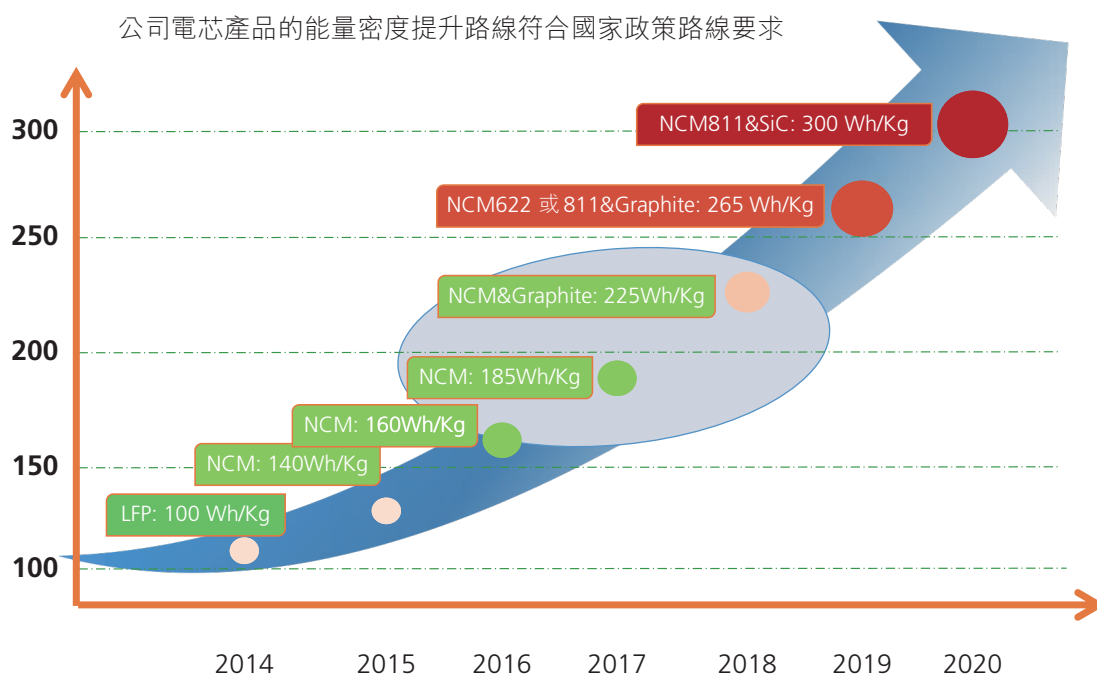 公司電芯產品的能量密度提升路線符合國家政策路線要求
300
NCM811&SiC: 300 Wh/Kg
NCM622 或 811&Graphite: 265 Wh/Kg
250
NCM&Graphite: 225Wh/Kg
200
NCM: 185Wh/Kg
NCM: 160Wh/Kg
NCM: 140Wh/Kg
150
LFP: 100 Wh/Kg
100
2014 2015 2016 2017 2018 2019 2020